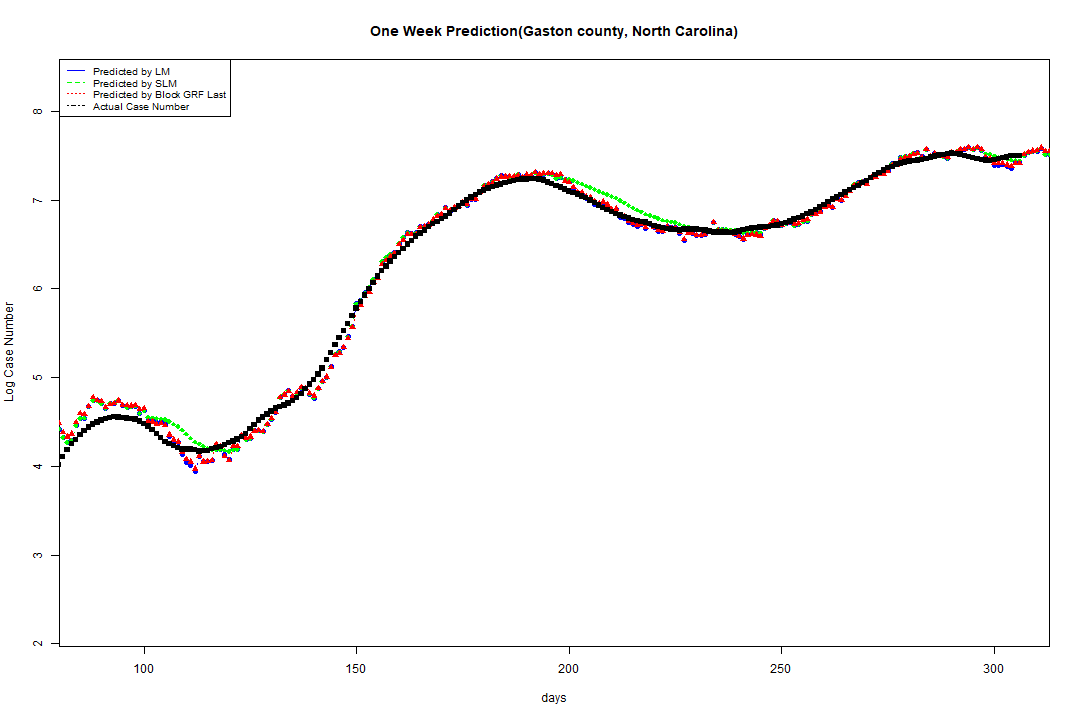 One Week Prediction(Gaston county, North Carolina)
Predicted by LM
Predicted by SLM
Predicted by Block GRF Last
Actual Case Number
Log Case Number
8
7
6
5
4
3
2
100 150 200 250 300
days